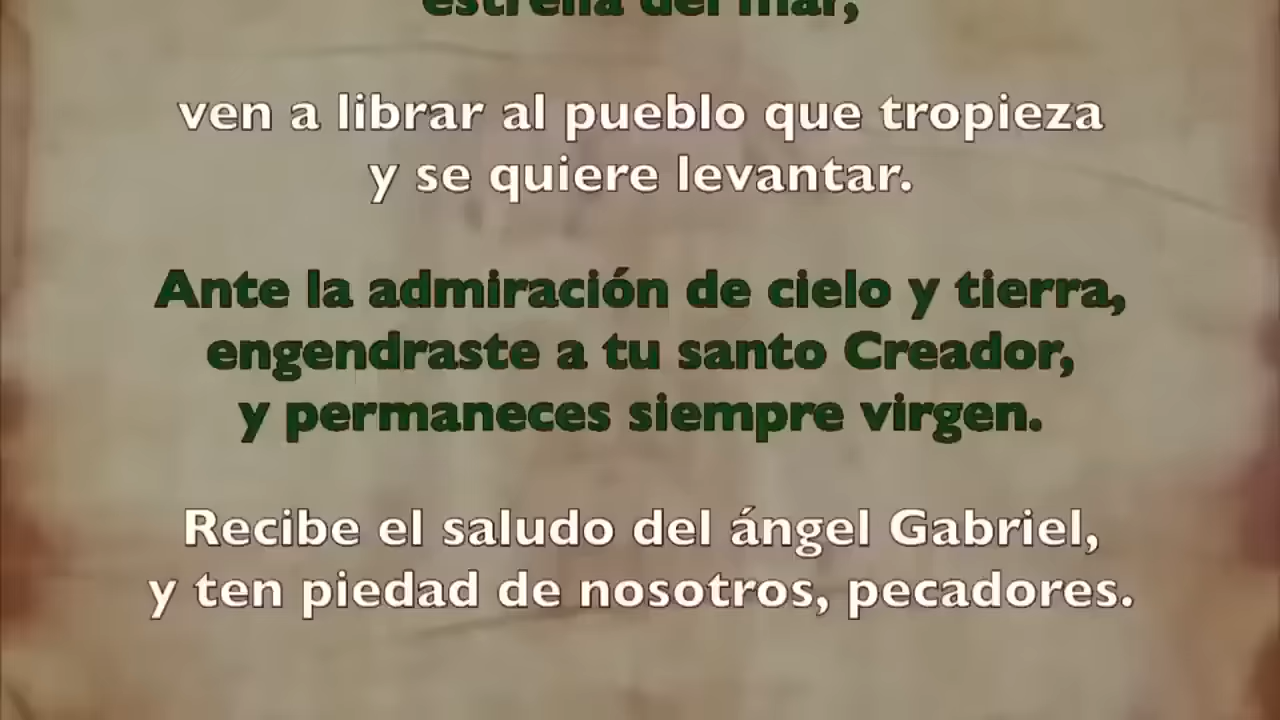 estrella del mar,
ven a librar al pueblo que tropieza
y se quiere levantar.
Ante la admiración de cielo y tierra,
engendraste a tu santo Creador,
y permaneces siempre virgen.
Recibe el saludo del ángel Gabriel,
y ten piedad de nosotros, pecadores.